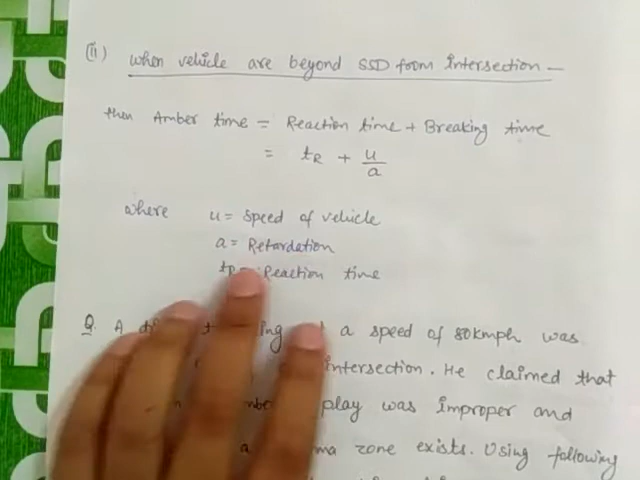 (ii) when vehicle are beyond SSD from intersection -
then Amber time = Reaction time + Breaking time
= tR + u/a
where u = speed of vehicle
a = Retardation
tR = Reaction time
Q. A a speed of 80kmph was
intersection. He claimed that
play was improper and
zone exists. Using following